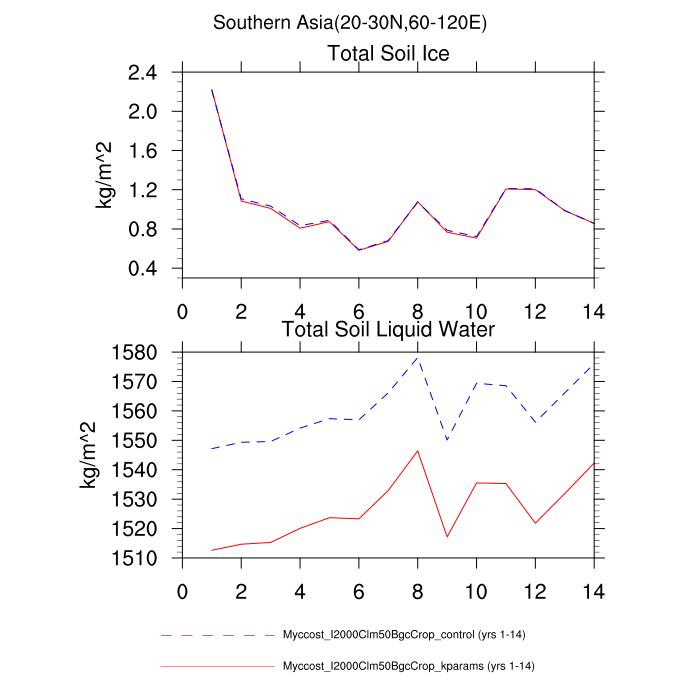 Southern Asia(20-30N,60-120E)
Total Soil Ice
2.4
2.0
1.6
1.2
0.8
0.4
kg/m^2
0 2 4 6 8 10 12 14
Total Soil Liquid Water
1580
1570
1560
1550
1540
1530
1520
1510
kg/m^2
0 2 4 6 8 10 12 14
Myccost_I2000Clm50BgcCrop_control (yrs 1-14)
Myccost_I2000Clm50BgcCrop_kparams (yrs 1-14)